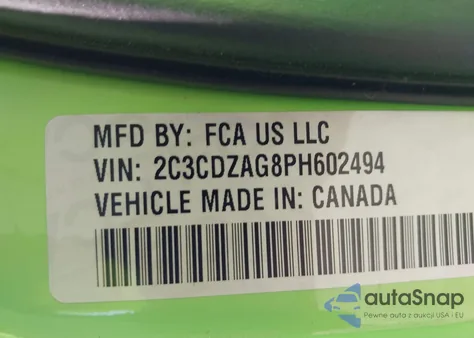 MFD BY: FCA US LLC
VIN: 2C3CDZAG8PH602494
VEHICLE MADE IN: CANADA
autaSnap
Pewne auta z aukcji USA i EU